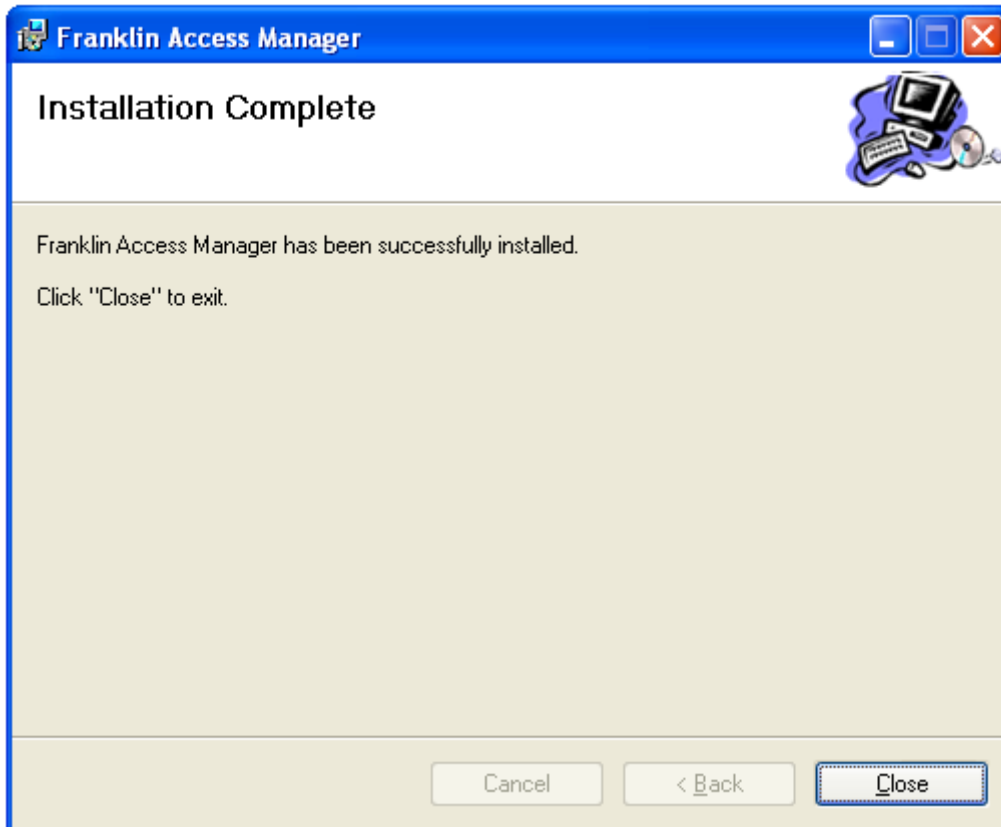 Franklin Access Manager
Installation Complete
Franklin Access Manager has been successfully installed.
Click "Close" to exit.
Cancel
< Back
Close